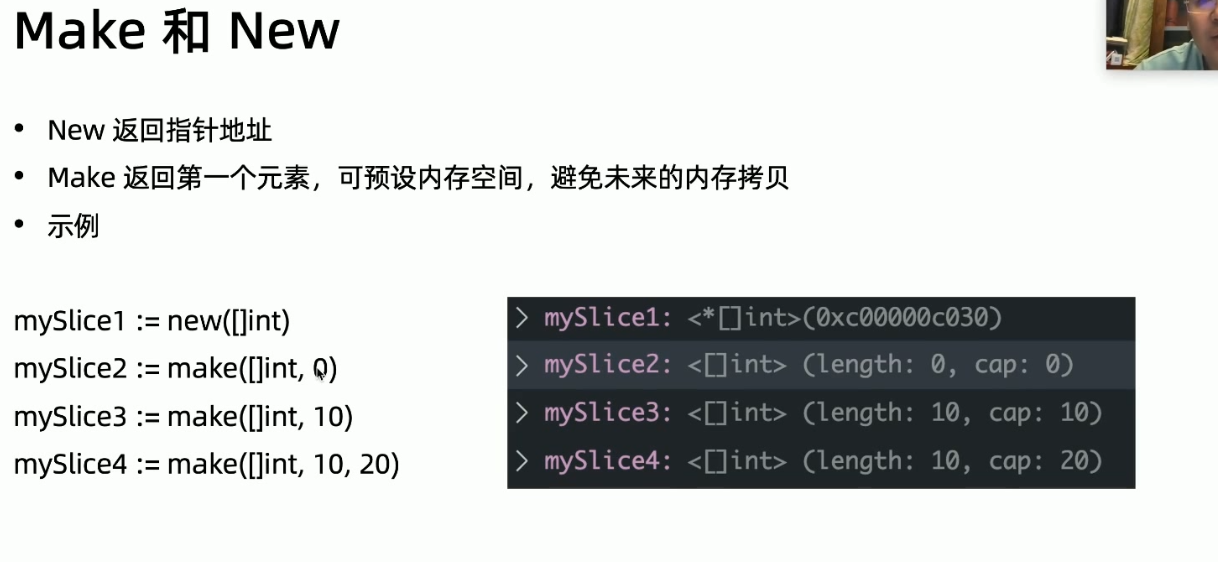 Make 和 New
• New 返回指针地址
• Make 返回第一个元素，可预设内存空间，避免未来的内存拷贝
• 示例
mySlice1 := new([]int)
mySlice2 := make([]int, 0)
mySlice3 := make([]int, 10)
mySlice4 := make([]int, 10, 20)
> mySlice1: <*[]int>(0xc00000c030)
> mySlice2: <[]int> (length: 0, cap: 0)
> mySlice3: <[]int> (length: 10, cap: 10)
> mySlice4: <[]int> (length: 10, cap: 20)